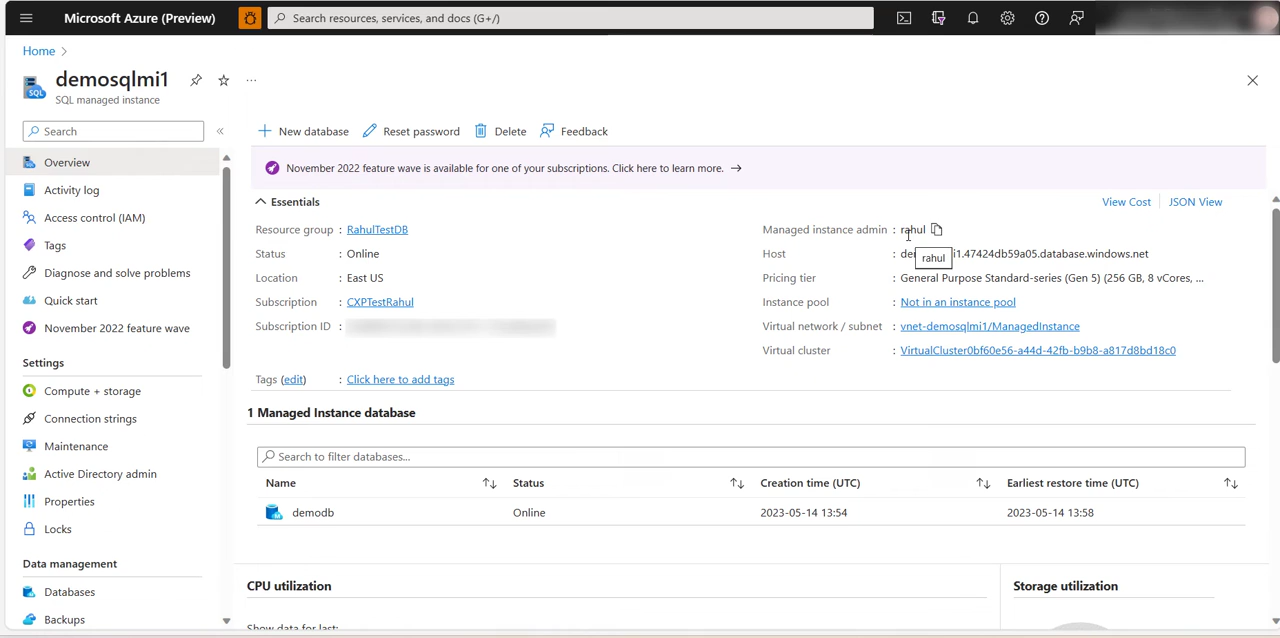 Microsoft Azure (Preview) Search resources, services, and docs (G+/)
Home
demosqlmi1 ...
SQL managed instance
Search «
New database Reset password Delete Feedback
Overview
November 2022 feature wave is available for one of your subscriptions. Click here to learn more. →
Activity log
Essentials View Cost JSON View
Access control (IAM)
Resource group : RahulTestDB Managed instance admin : rahul
Tags
Status : Online Host : i1.47424db59a05.database.windows.net
rahul
Diagnose and solve problems
Location : East US Pricing tier : General Purpose Standard-series (Gen 5) (256 GB, 8 vCores, ...
Quick start
Subscription : CXPTestRahul Instance pool : Not in an instance pool
November 2022 feature wave
Subscription ID : Virtual network / subnet : vnet-demosqlmi1/ManagedInstance
Virtual cluster : VirtualCluster0bf60e56-a44d-42fb-b9b8-a817d8bd18c0
Settings
Tags (edit) : Click here to add tags
Compute + storage
1 Managed Instance database
Connection strings
Maintenance
Search to filter databases...
Active Directory admin
Name Status Creation time (UTC) Earliest restore time (UTC)
Properties
demodb Online 2023-05-14 13:54 2023-05-14 13:58
Locks
Data management
CPU utilization Storage utilization
Databases
Backups
Show data for last: